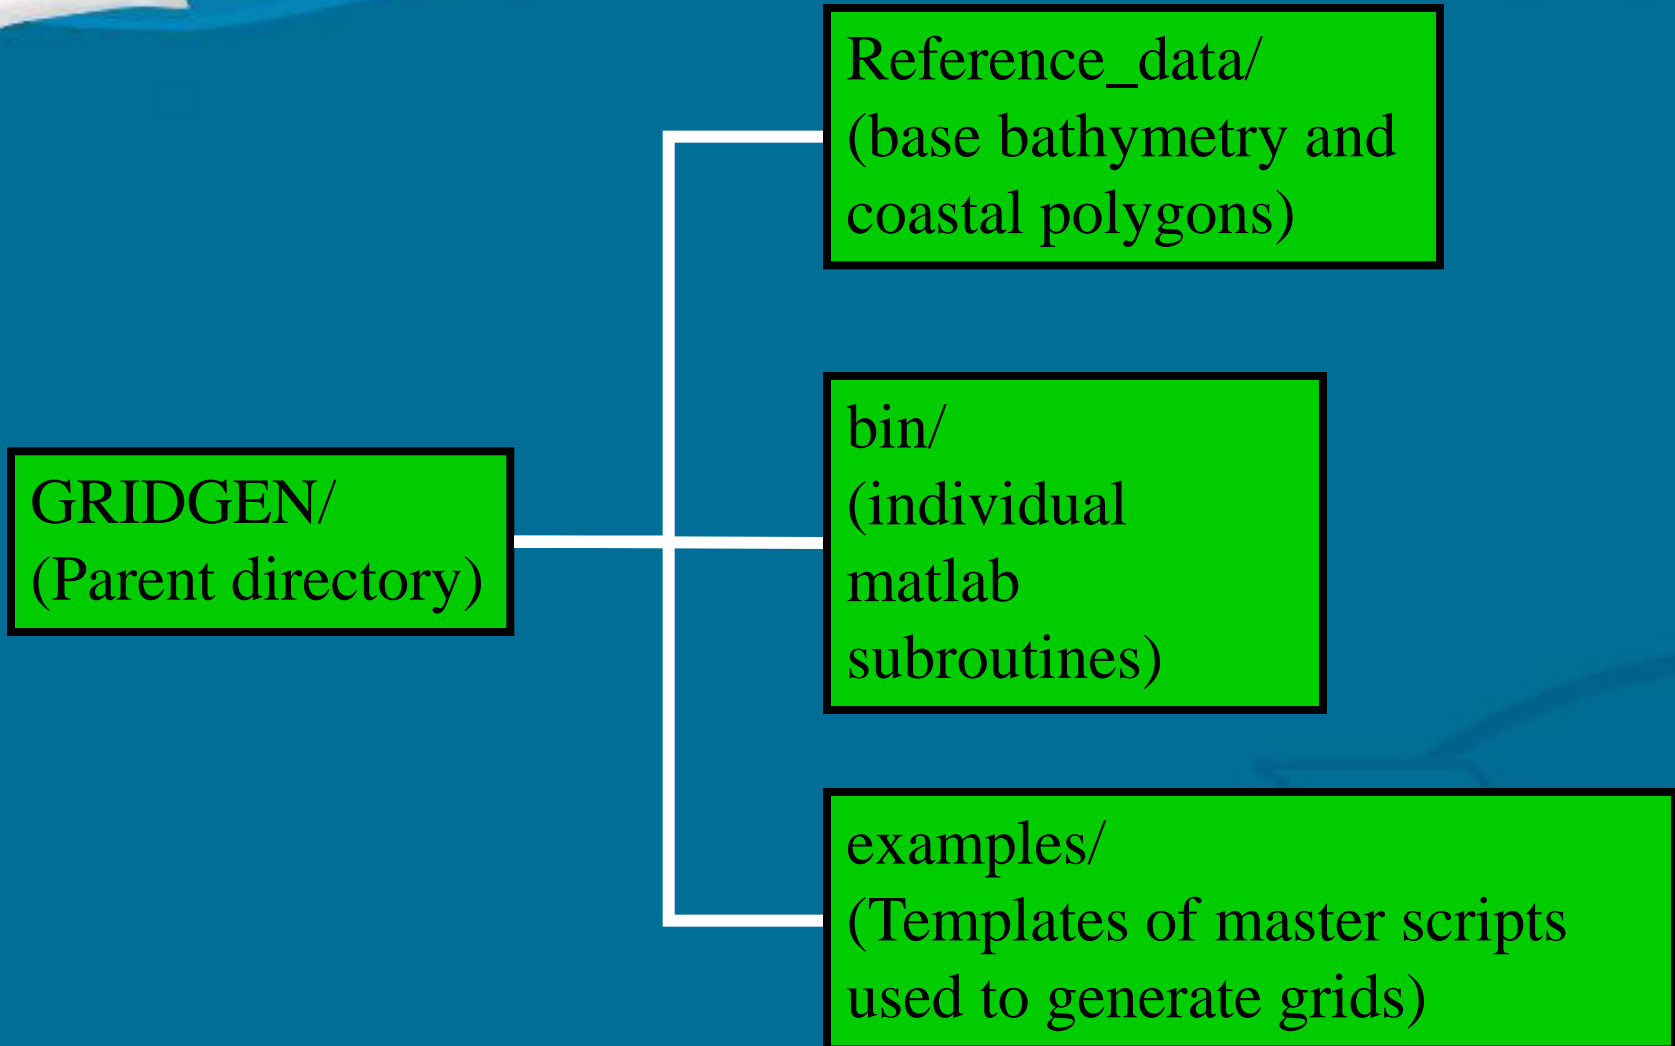 Reference_data/
(base bathymetry and
coastal polygons)
GRIDGEN/
(Parent directory)
bin/
(individual
matlab
subroutines)
examples/
(Templates of master scripts
used to generate grids)